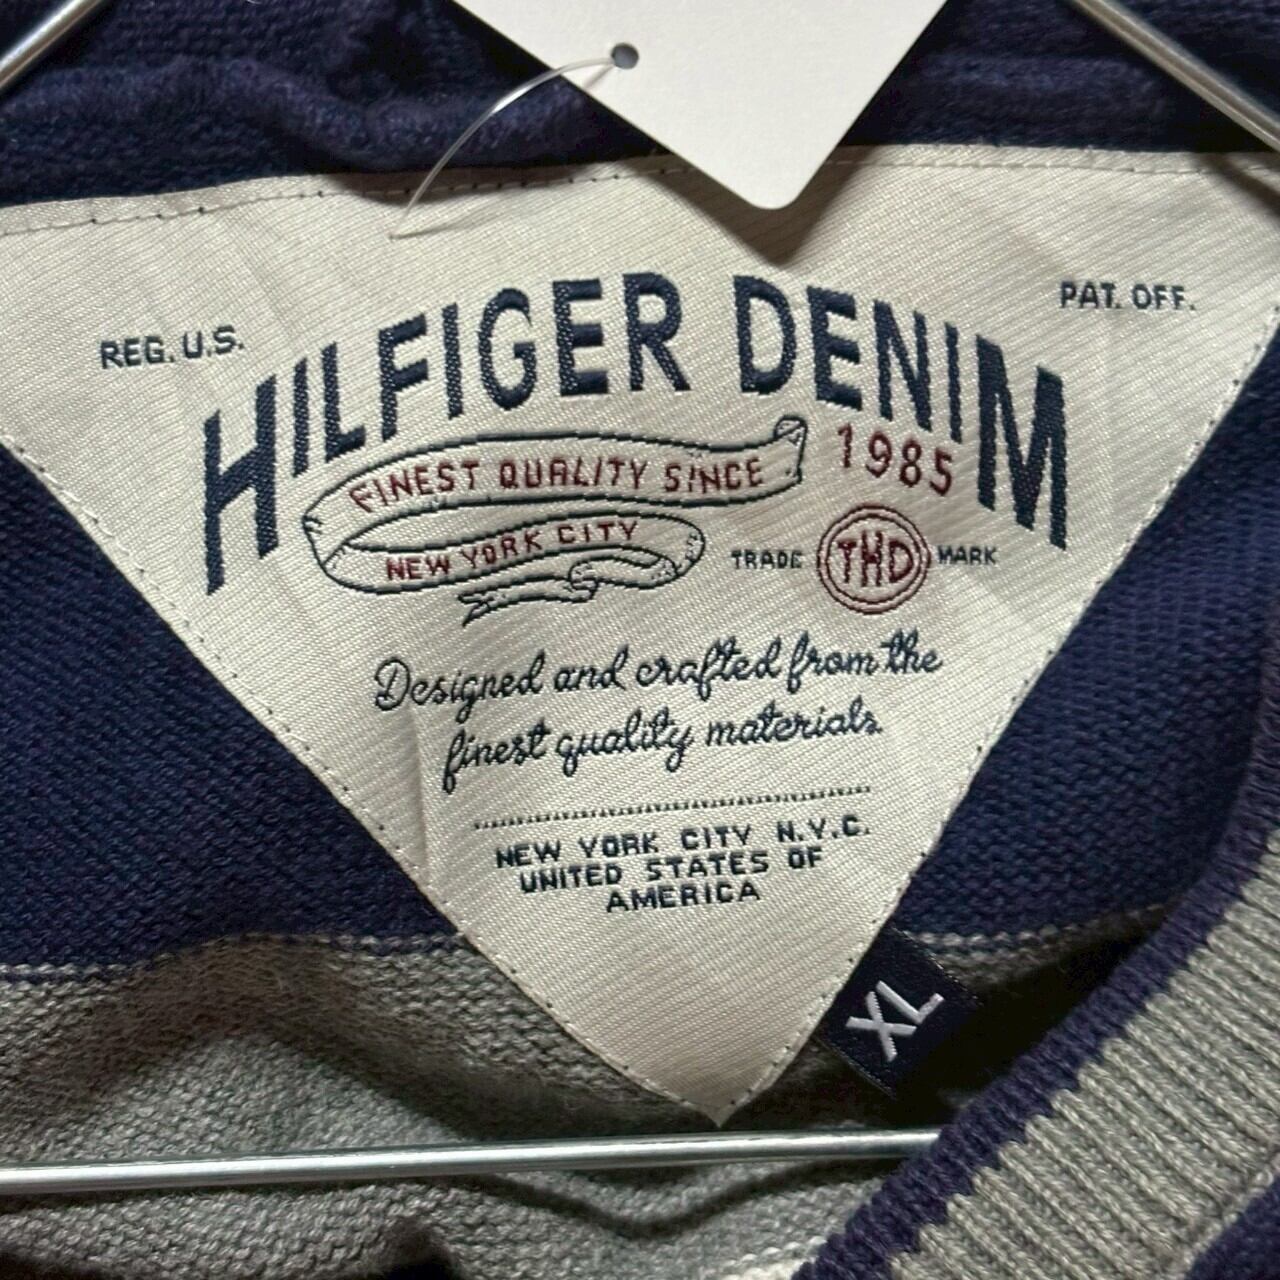 REG. U.S.
PAT. OFF.
HILFIGER DENIM
FINEST QUALITY SINCE
1985
NEW YORK CITY
TRADE THD MARK
Designed and crafted from the
finest quality materials
NEW YORK CITY N.Y.C.
UNITED STATES OF
AMERICA
XL